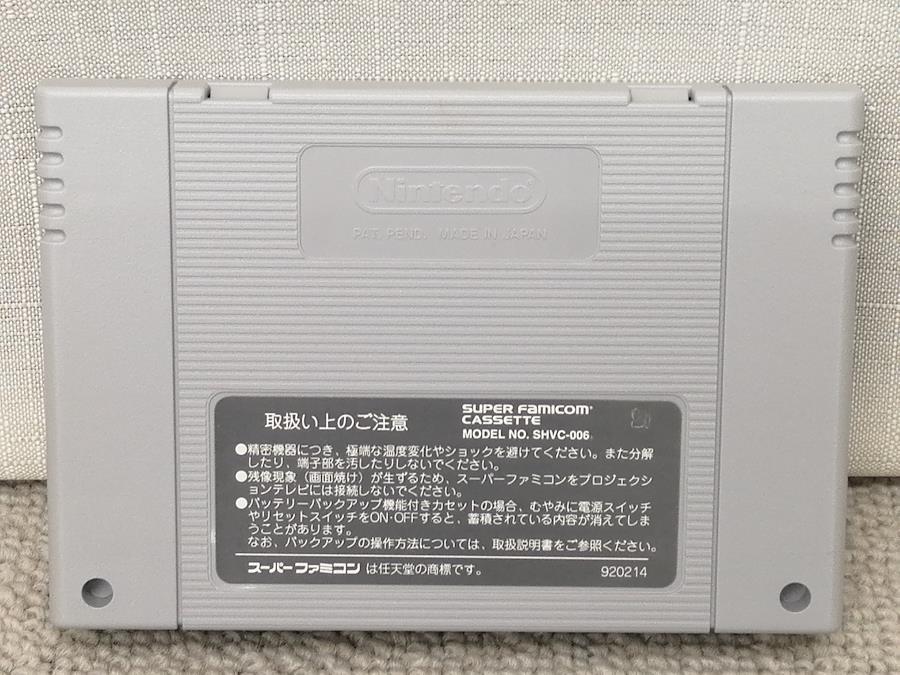 Nintendo®
PAT. PEND. MADE IN JAPAN
取扱い上のご注意
SUPER FAMICOM®
CASSETTE
MODEL NO. SHVC-006
●精密機器につき、極端な温度変化やショックを避けてください。また分解
したり、端子部を汚したりしないでください。
●残像現象（画面焼け）が生ずるため、スーパーファミコンをプロジェクシ
ョンテレビには接続しないでください。
●バッテリーバックアップ機能付きカセットの場合、むやみに電源スイッチ
やリセットスイッチをON・OFFすると、蓄積されている内容が消えてしま
うことがあります。
なお、バックアップの操作方法については、取扱説明書をご参照ください。
スーパーファミコン は任天堂の商標です。
920214